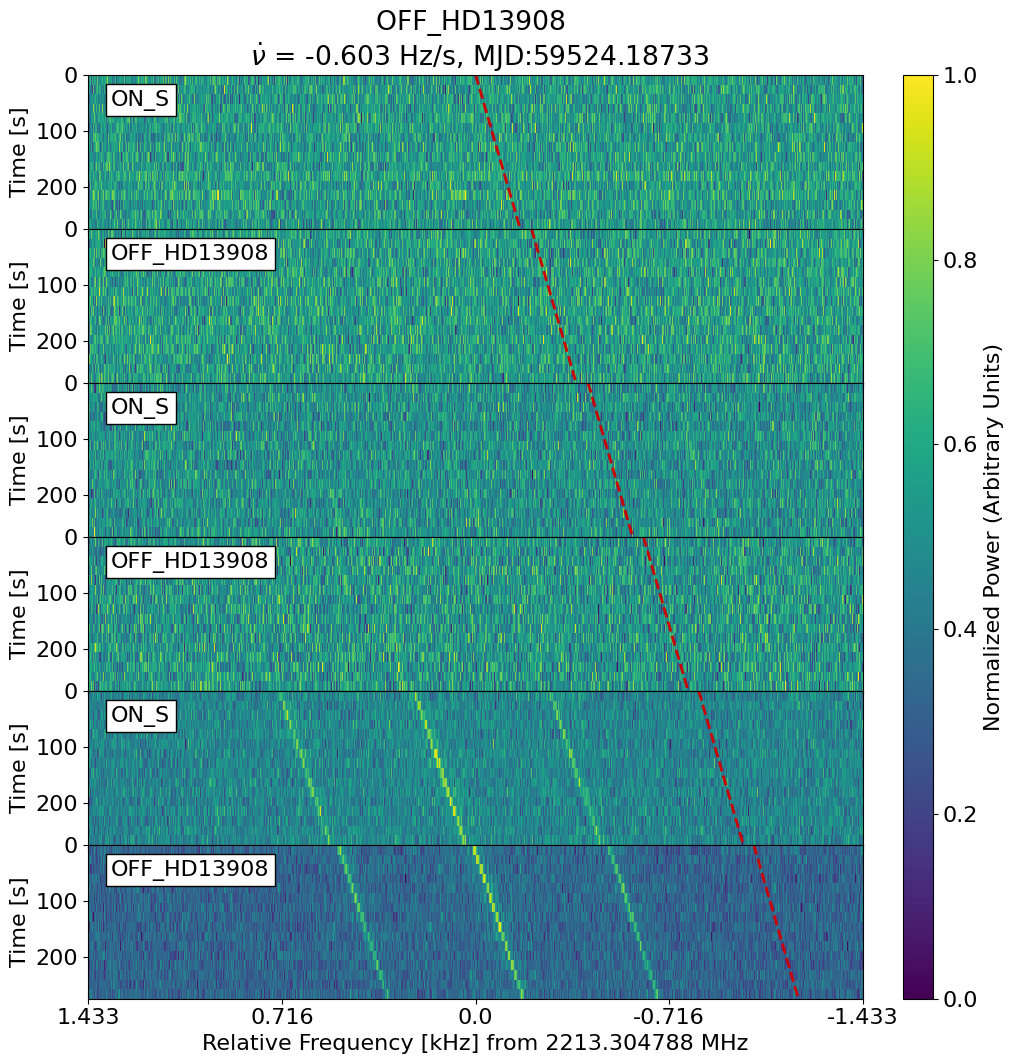 OFF_HD13908
ν̇ = -0.603 Hz/s, MJD:59524.18733
0
100
200
Time [s]
ON_S
0
100
200
Time [s]
OFF_HD13908
0
100
200
Time [s]
ON_S
0
100
200
Time [s]
OFF_HD13908
0
100
200
Time [s]
ON_S
0
100
200
Time [s]
OFF_HD13908
1.433 0.716 0.0 -0.716 -1.433
Relative Frequency [kHz] from 2213.304788 MHz
1.0
0.8
0.6
0.4
0.2
0.0
Normalized Power (Arbitrary Units)